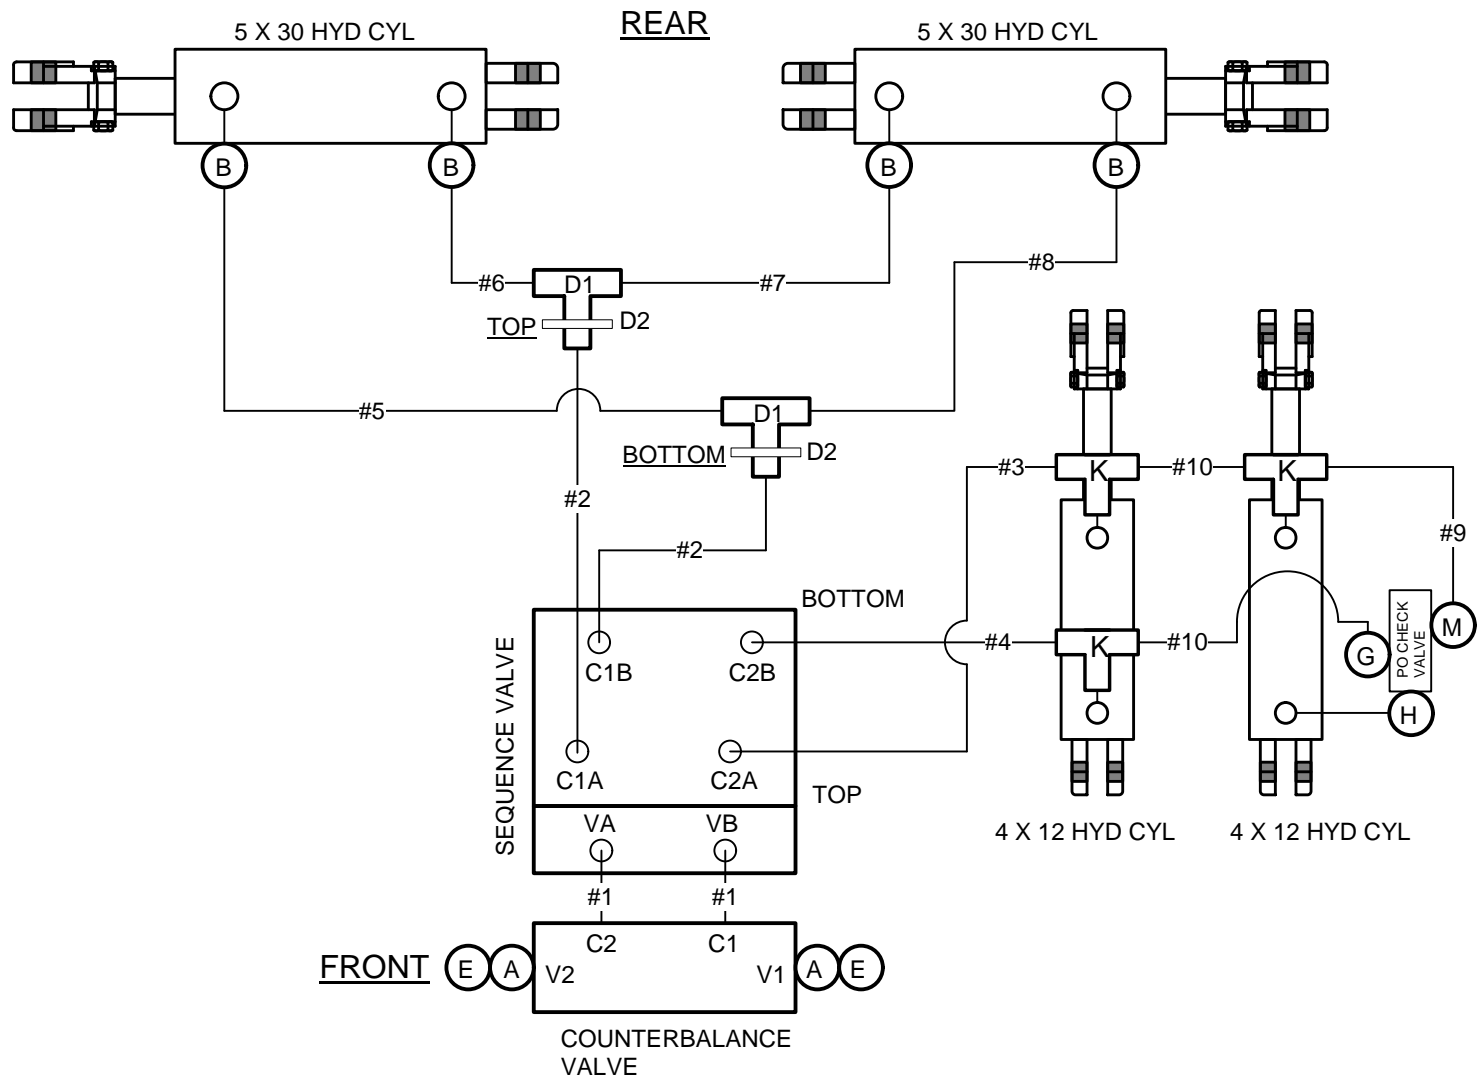 REAR
5 X 30 HYD CYL
5 X 30 HYD CYL
B
B
B
B
#8
#6
D1
#7
TOP
D2
#5
D1
BOTTOM
D2
#3
K
#10
K
#2
#9
#2
BOTTOM
SEQUENCE VALVE
C1B
C2B
#4
K
#10
G
PO CHECK
VALVE
M
H
C1A
C2A
TOP
VA
VB
4 X 12 HYD CYL
4 X 12 HYD CYL
#1
#1
C2
C1
FRONT
E
A
V2
V1
A
E
COUNTERBALANCE
VALVE